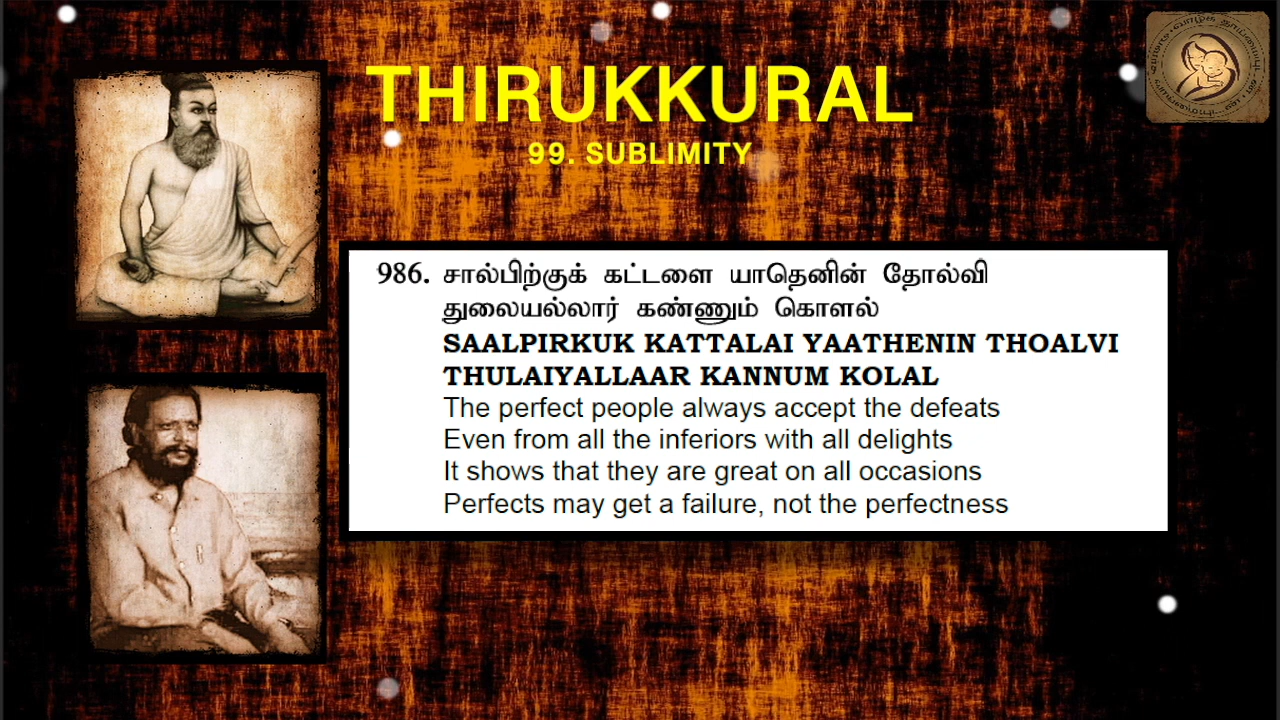 THIRUKKURAL
99. SUBLIMITY
986. சால்பிற்குக் கட்டளை யாதெனின் தோல்வி
துலையல்லார் கண்ணும் கொளல்
SAALPIRKUK KATTALAI YAATHENIN THOALVI
THULAIYALLAAR KANNUM KOLAL
The perfect people always accept the defeats
Even from all the inferiors with all delights
It shows that they are great on all occasions
Perfects may get a failure, not the perfectness